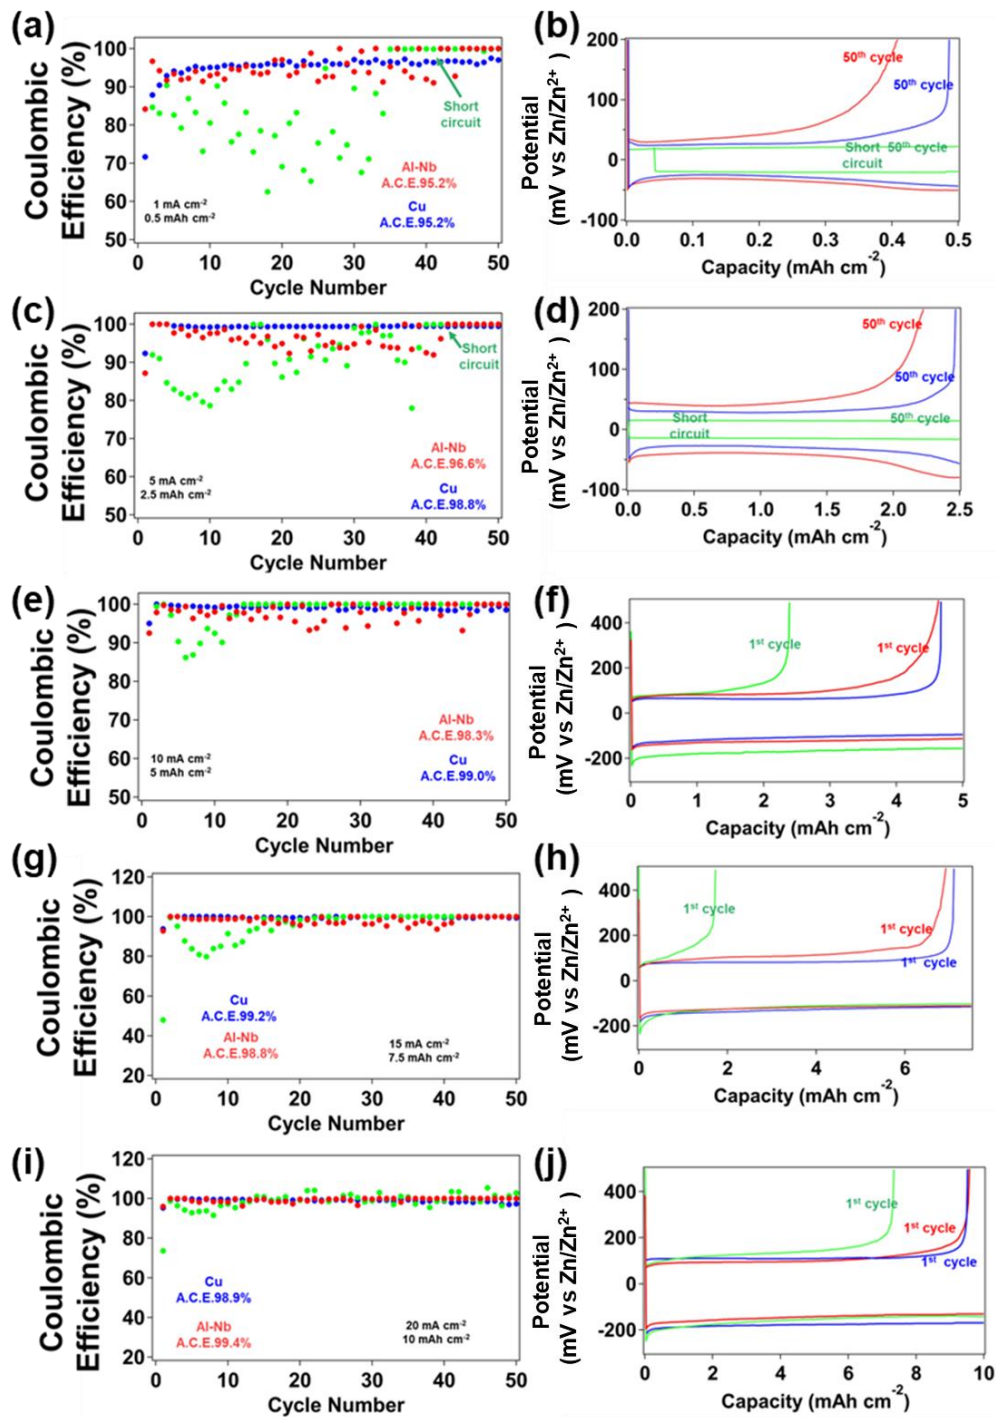 (a)
Coulombic
Efficiency (%)
100
90
80
70
60
50
0
10
20
30
40
50
Cycle Number
Short
circuit
Al-Nb
A.C.E.95.2%
Cu
A.C.E.95.2%
1 mA cm-2
0.5 mAh cm-2
(b)
Potential
(mV vs Zn/Zn2+ )
200
100
0
-100
0.0
0.1
0.2
0.3
0.4
0.5
Capacity (mAh cm-2)
50th cycle
50th cycle
Short 50th cycle
circuit
(c)
Coulombic
Efficiency (%)
100
90
80
70
60
50
0
10
20
30
40
50
Cycle Number
Short
circuit
Al-Nb
A.C.E.96.6%
Cu
A.C.E.98.8%
5 mA cm-2
2.5 mAh cm-2
(d)
Potential
(mV vs Zn/Zn2+ )
200
100
0
-100
0.0
0.5
1.0
1.5
2.0
2.5
Capacity (mAh cm-2)
50th cycle
50th cycle
Short
circuit
50th cycle
(e)
Coulombic
Efficiency (%)
100
90
80
70
60
50
0
10
20
30
40
50
Cycle Number
Al-Nb
A.C.E.98.3%
Cu
A.C.E.99.0%
10 mA cm-2
5 mAh cm-2
(f)
Potential
(mV vs Zn/Zn2+ )
400
200
0
-200
0
1
2
3
4
5
Capacity (mAh cm-2)
1st cycle
1st cycle
(g)
Coulombic
Efficiency (%)
120
100
80
60
40
20
0
10
20
30
40
50
Cycle Number
Cu
A.C.E.99.2%
Al-Nb
A.C.E.98.8%
15 mA cm-2
7.5 mAh cm-2
(h)
Potential
(mV vs Zn/Zn2+ )
400
200
0
-200
0
2
4
6
Capacity (mAh cm-2)
1st cycle
1st cycle
1st cycle
(i)
Coulombic
Efficiency (%)
120
100
80
60
40
20
0
10
20
30
40
50
Cycle Number
Cu
A.C.E.98.9%
Al-Nb
A.C.E.99.4%
20 mA cm-2
10 mAh cm-2
(j)
Potential
(mV vs Zn/Zn2+ )
400
200
0
-200
0
2
4
6
8
10
Capacity (mAh cm-2)
1st cycle
1st cycle
1st cycle